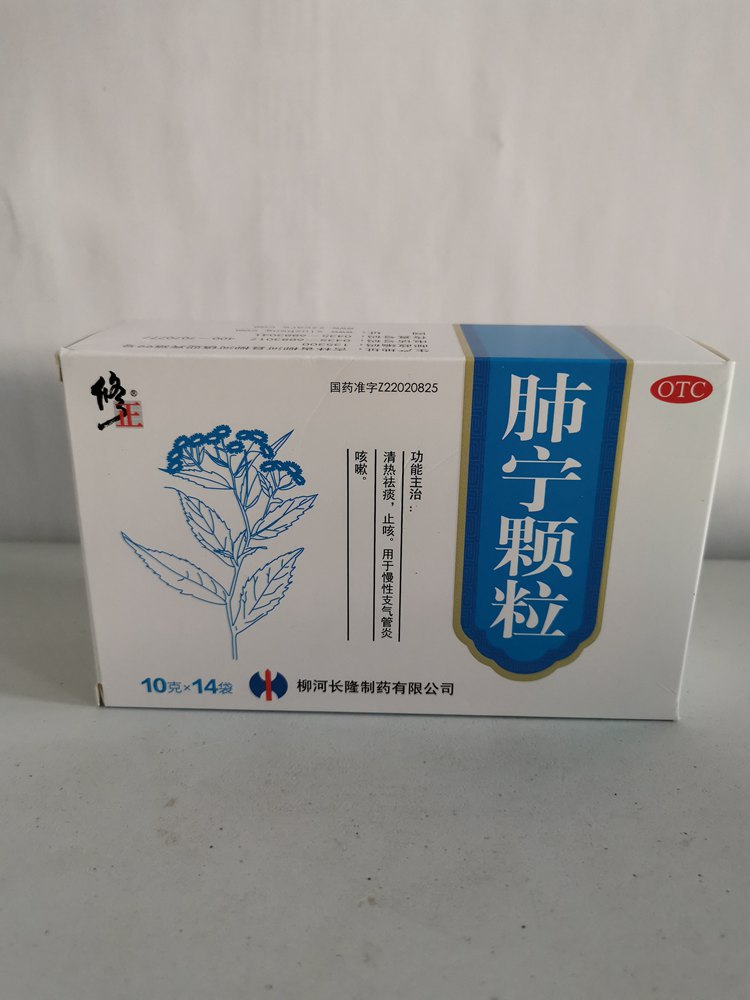 修正®
国药准字Z22020825
OTC
肺宁颗粒
功能主治：
清热祛痰，止咳。用于慢性支气管炎
咳嗽。
10克×14袋
柳河长隆制药有限公司